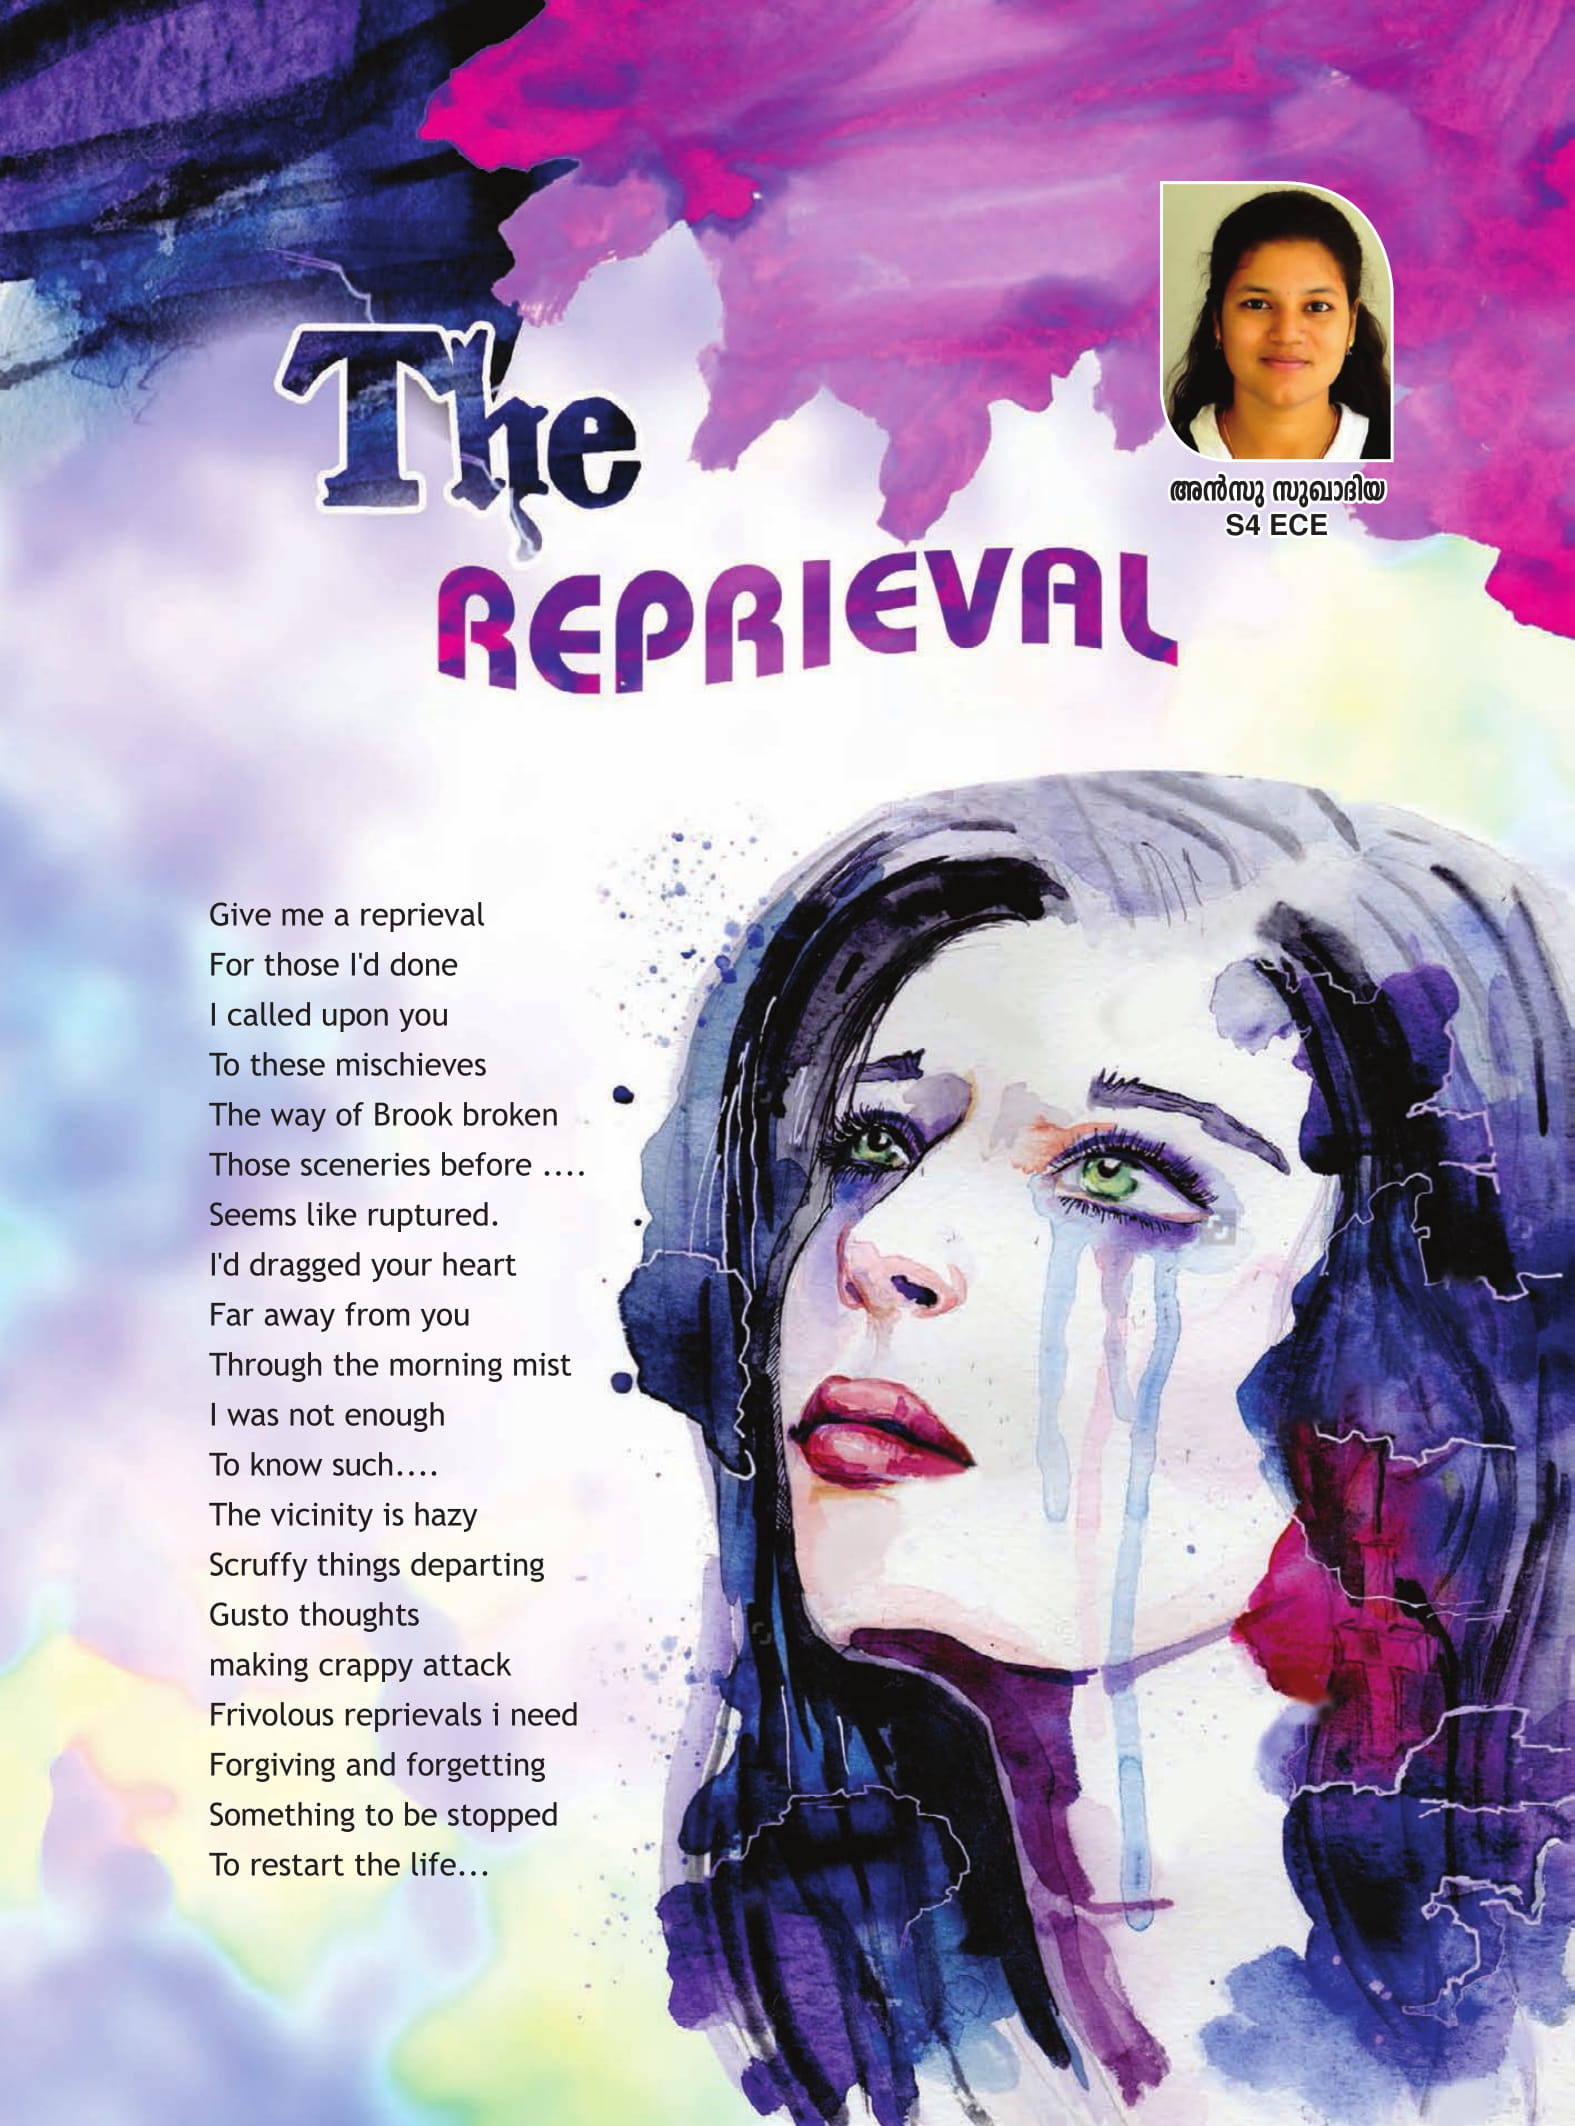 The
REPRIEVAL
അൻസു സുഖാദിയ
S4 ECE
Give me a reprieval
For those I'd done
I called upon you
To these mischieves
The way of Brook broken
Those sceneries before ....
Seems like ruptured.
I'd dragged your heart
Far away from you
Through the morning mist
I was not enough
To know such....
The vicinity is hazy
Scruffy things departing
Gusto thoughts
making crappy attack
Frivolous reprievals i need
Forgiving and forgetting
Something to be stopped
To restart the life...